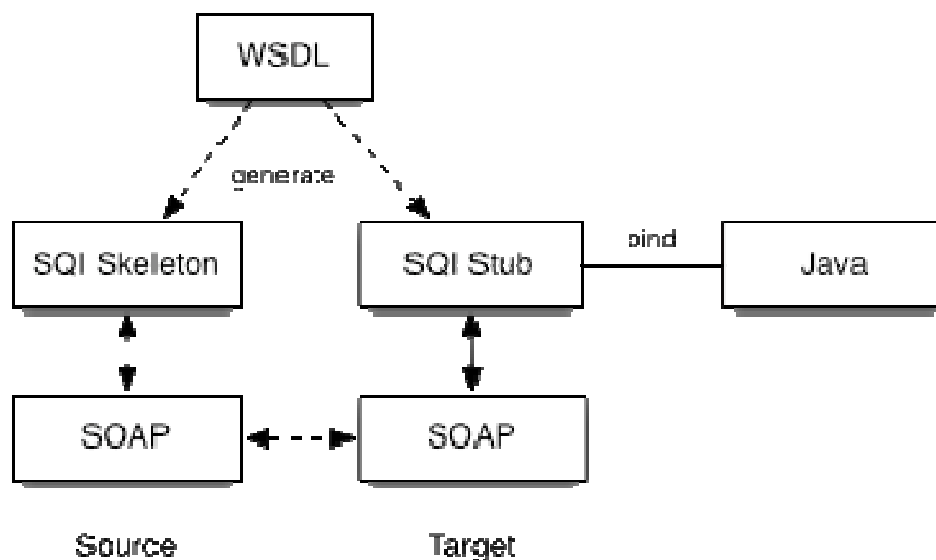 WSDL
generate
SQI Skeleton
SQI Stub
bind
Java
SOAP
SOAP
Source
Target